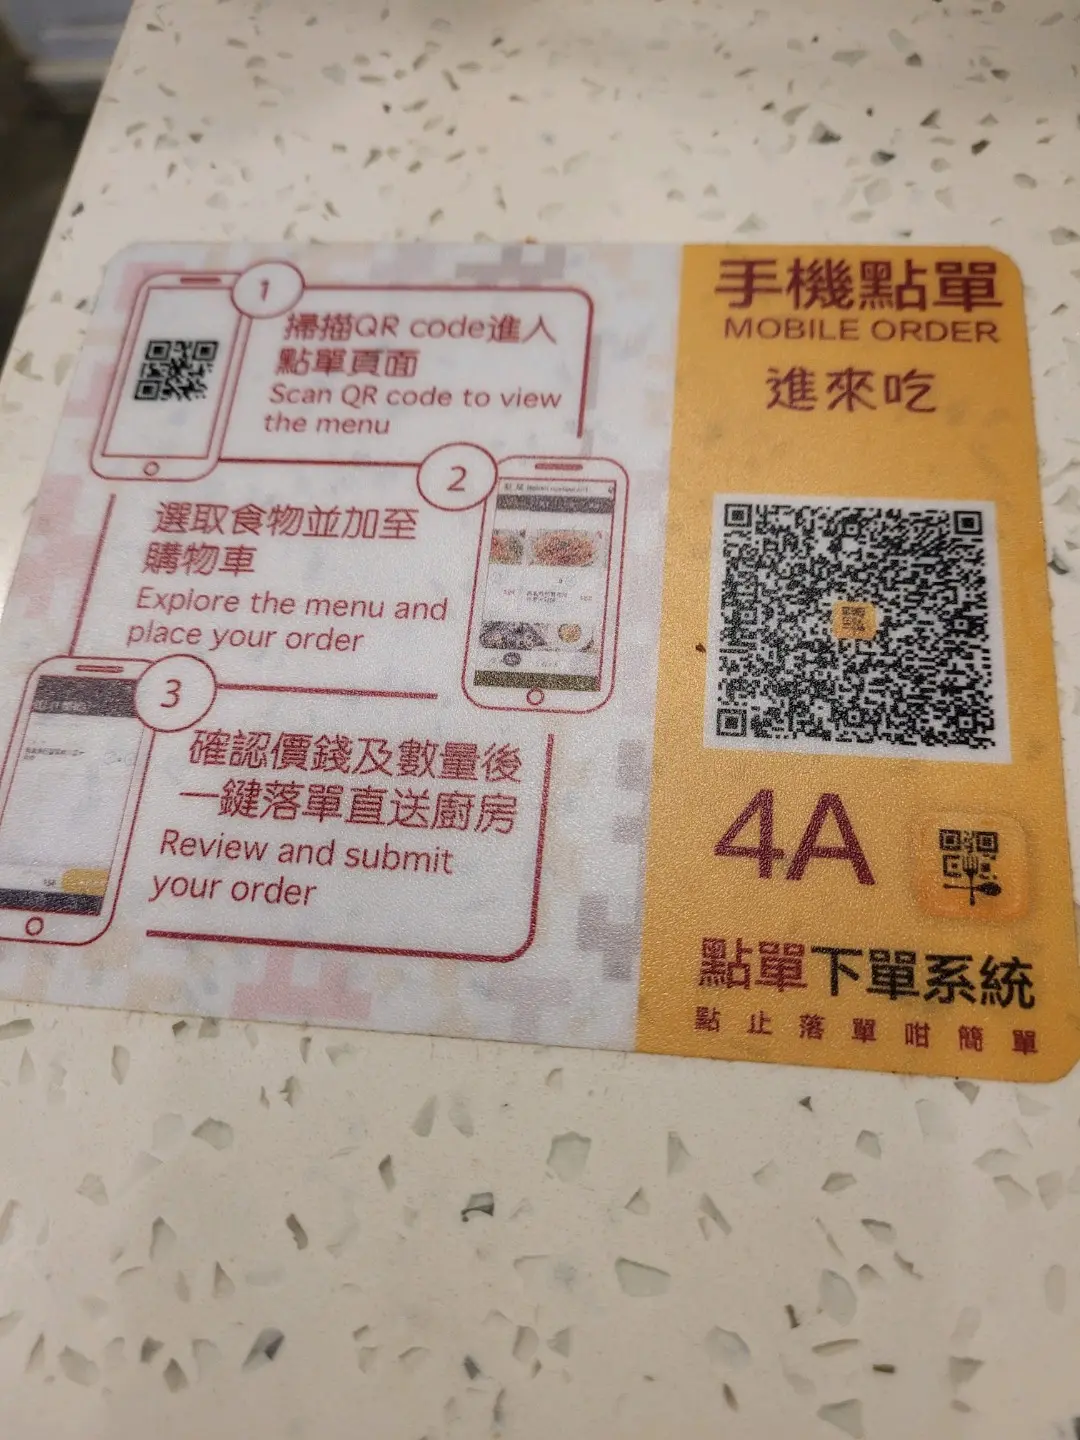 1
掃描QR code進入
點單頁面
Scan QR code to view
the menu
2
選取食物並加至
購物車
Explore the menu and
place your order
3
確認價錢及數量後
一鍵落單直送廚房
Review and submit
your order
手機點單
MOBILE ORDER
進來吃
4A
點單下單系統
點止落單咁簡單